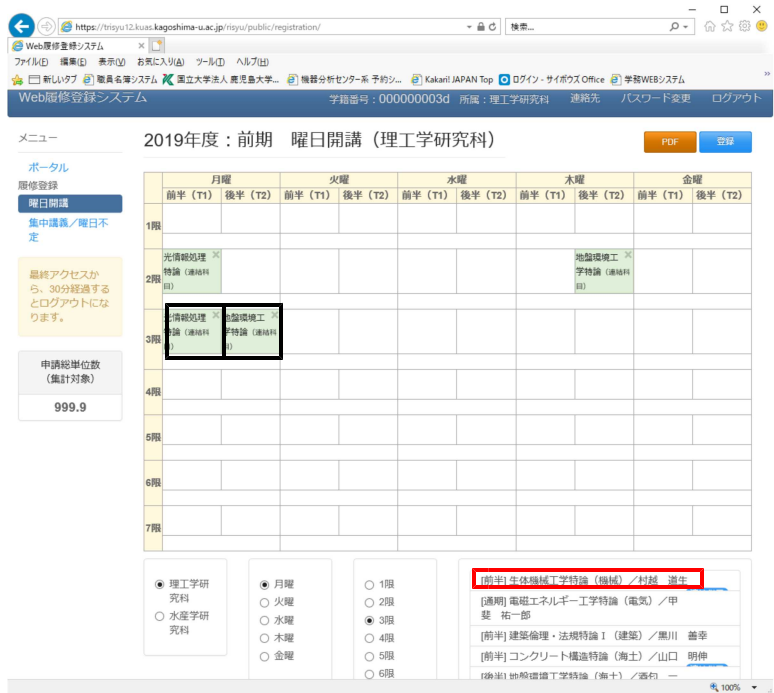 https://trisyu12.kuas.kagoshima-u.ac.jp/risyu/public/registration/
検索...
Web履修登録システム
ファイル(F) 編集(E) 表示(V) お気に入り(A) ツール(T) ヘルプ(H)
新しいタブ 職員名簿システム 国立大学法人 鹿児島大学... 機器分析センター系 予約シ... Kakari! JAPAN Top ログイン - サイボウズ Office 学務WEBシステム »
Web履修登録システム 学籍番号：000000003d 所属：理工学研究科 連絡先 パスワード変更 ログアウト
メニュー
ポータル
履修登録
曜日開講
集中講義／曜日不
定
最終アクセスか
ら、30分経過する
とログアウトにな
ります。
申請総単位数
（集計対象）
999.9
2019年度：前期 曜日開講（理工学研究科）
PDF 登録
月曜 火曜 水曜 木曜 金曜
前半（T1） 後半（T2） 前半（T1） 後半（T2） 前半（T1） 後半（T2） 前半（T1） 後半（T2） 前半（T1） 後半（T2）
1限
2限
光情報処理
特論（連結科
目）
地盤環境工
学特論（連結科
目）
3限
光情報処理
特論（連結科
目）
地盤環境工
学特論（連結科
目）
4限
5限
6限
7限
理工学研
究科
水産学研
究科
月曜
火曜
水曜
木曜
金曜
1限
2限
3限
4限
5限
6限
[前半] 生体機械工学特論（機械）／村越 道生
[通期] 電磁エネルギー工学特論（電気）／甲
斐 祐一郎
[前半] 建築倫理・法規特論Ⅰ（建築）／黒川 善幸
[前半] コンクリート構造特論（海土）／山口 明伸
[後半] 地盤環境工学特論（海土）／酒匂 一
100%